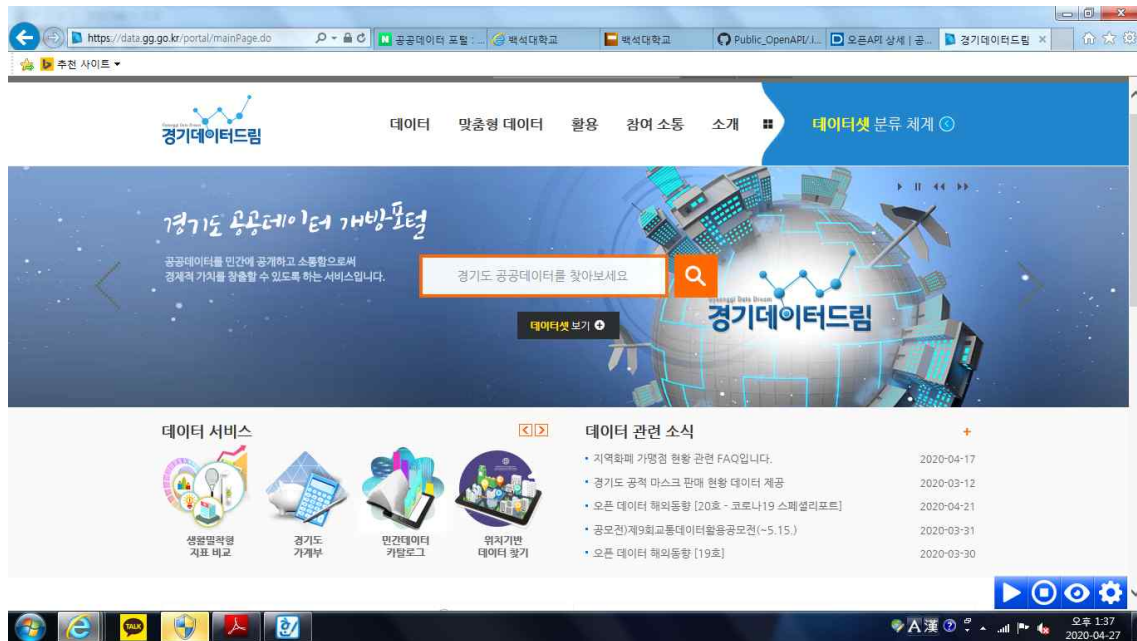 https://data.gg.go.kr/portal/mainPage.do
공공데이터 포털 : ...
백석대학교
백석대학교
Public_OpenAPI/.l...
오픈API 상세 | 공...
경기데이터드림
추천 사이트
경기데이터드림
데이터
맞춤형 데이터
활용
참여 소통
소개
데이터셋 분류 체계
경기도 공공데이터 개방포털
공공데이터를 민간에 공개하고 소통함으로써
경제적 가치를 창출할 수 있도록 하는 서비스입니다.
경기도 공공데이터를 찾아보세요
데이터셋 보기
Gyeonggi Data Dream
경기데이터드림
데이터 서비스
생활밀착형
지표 비교
경기도
가계부
민간데이터
카탈로그
위치기반
데이터 찾기
데이터 관련 소식
지역화폐 가맹점 현황 관련 FAQ입니다. 2020-04-17
경기도 공적 마스크 판매 현황 데이터 제공 2020-03-12
오픈 데이터 해외동향 [20호 - 코로나19 스페셜리포트] 2020-04-21
공모전)제9회교통데이터활용공모전(~5.15.) 2020-03-31
오픈 데이터 해외동향 [19호] 2020-03-30
TALK
A 漢
오후 1:37
2020-04-27